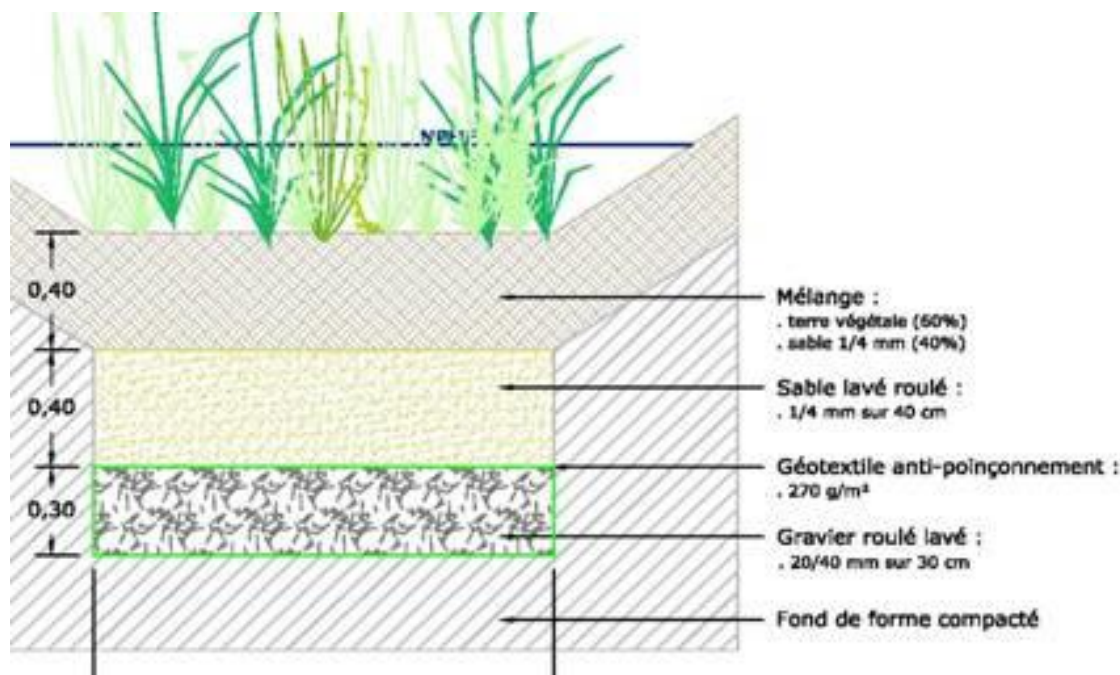 0,40
Mélange :
. terre végétale (60%)
. sable 1/4 mm (40%)
0,40
Sable lavé roulé :
. 1/4 mm sur 40 cm
Géotextile anti-poinçonnement :
. 270 g/m²
0,30
Gravier roulé lavé :
. 20/40 mm sur 30 cm
Fond de forme compacté